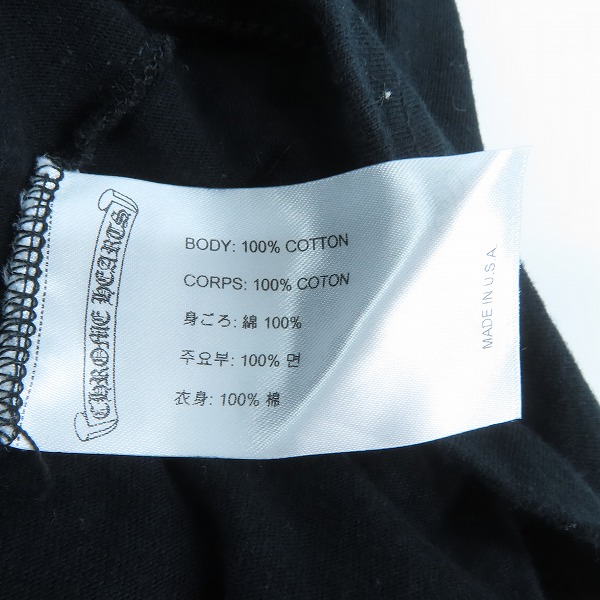 CHROME HEARTS
BODY: 100% COTTON
CORPS: 100% COTON
身ごろ: 綿 100%
주요부: 100% 면
衣身: 100% 棉
MADE IN U.S.A.